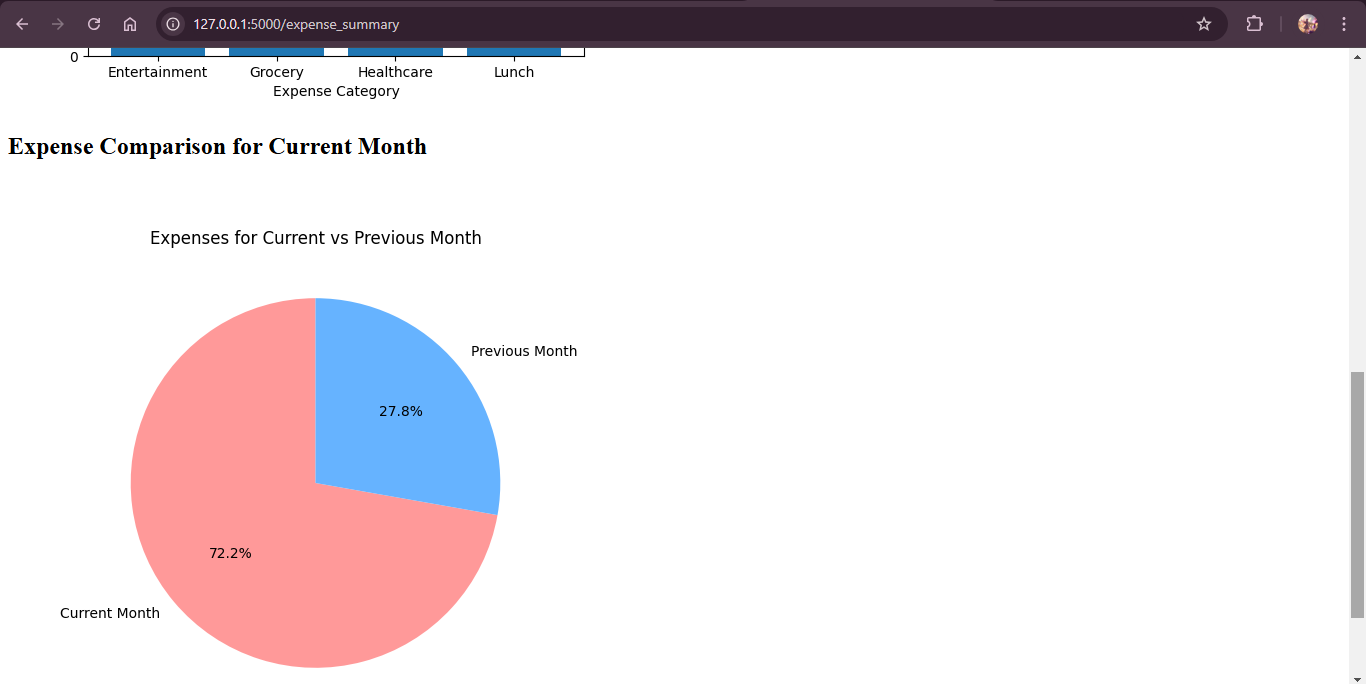 127.0.0.1:5000/expense_summary
0
Entertainment Grocery Healthcare Lunch
Expense Category
Expense Comparison for Current Month
Expenses for Current vs Previous Month
Previous Month
27.8%
72.2%
Current Month